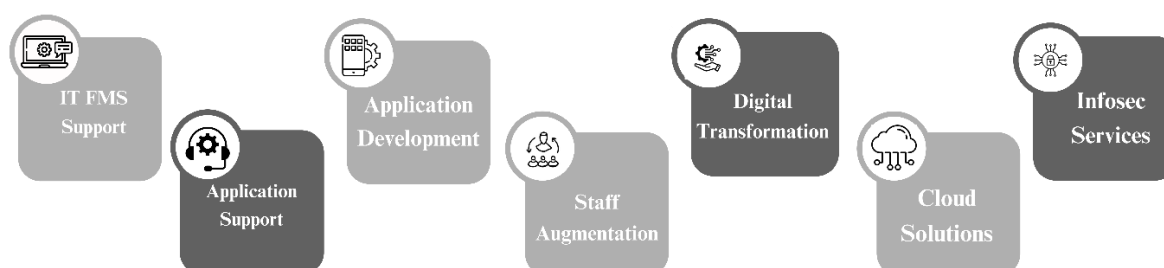 IT FMS
Support
Application
Support
Application
Development
Staff
Augmentation
Digital
Transformation
Cloud
Solutions
Infosec
Services